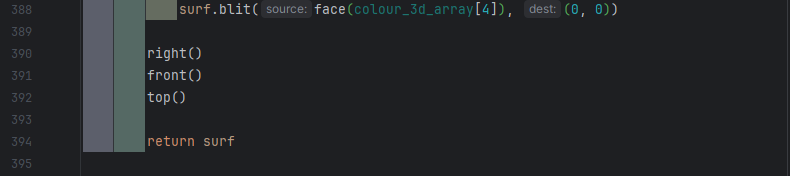 388 surf.blit( source: face(colour_3d_array[4]), dest: (0, 0))
389
390 right()
391 front()
392 top()
393
394 return surf
395